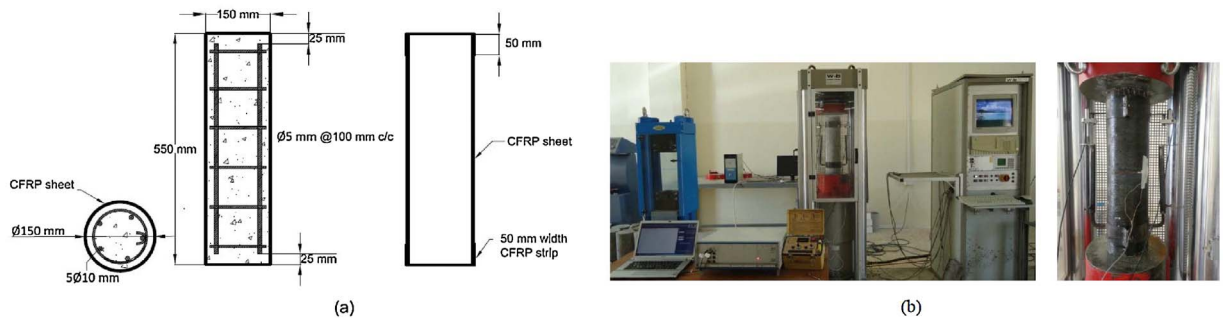 150 mm
25 mm
50 mm
550 mm
Ø5 mm @100 mm c/c
CFRP sheet
CFRP sheet
Ø150 mm
5Ø10 mm
25 mm
50 mm width
CFRP strip
(a)
(b)